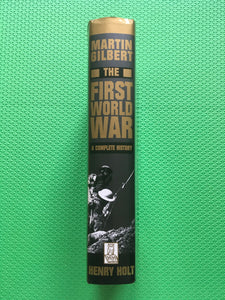 MARTIN
GILBERT
THE
FIRST
WORLD
WAR
A COMPLETE HISTORY
HENRY HOLT